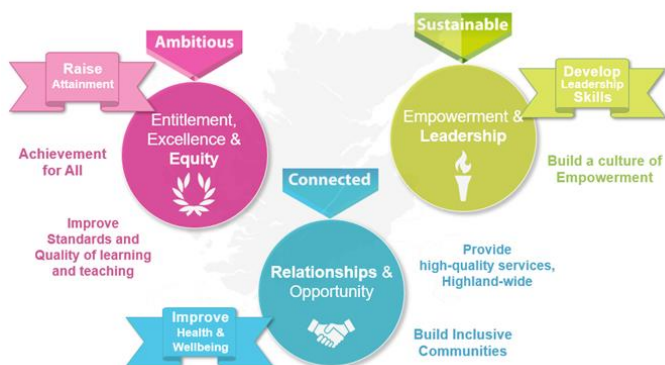 Ambitious
Raise
Attainment
Entitlement,
Excellence &
Equity
Achievement
for All
Improve
Standards and
Quality of learning
and teaching
Sustainable
Develop
Leadership
Skills
Empowerment &
Leadership
Build a culture of
Empowerment
Connected
Relationships &
Opportunity
Improve
Health &
Wellbeing
Provide
high-quality services,
Highland-wide
Build Inclusive
Communities